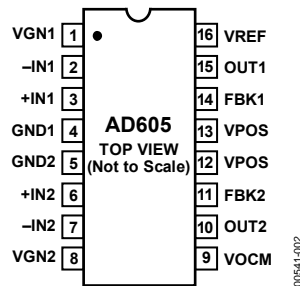 VGN1 1
–IN1 2
+IN1 3
GND1 4
GND2 5
+IN2 6
–IN2 7
VGN2 8
AD605
TOP VIEW
(Not to Scale)
16 VREF
15 OUT1
14 FBK1
13 VPOS
12 VPOS
11 FBK2
10 OUT2
9 VOCM
00541-002